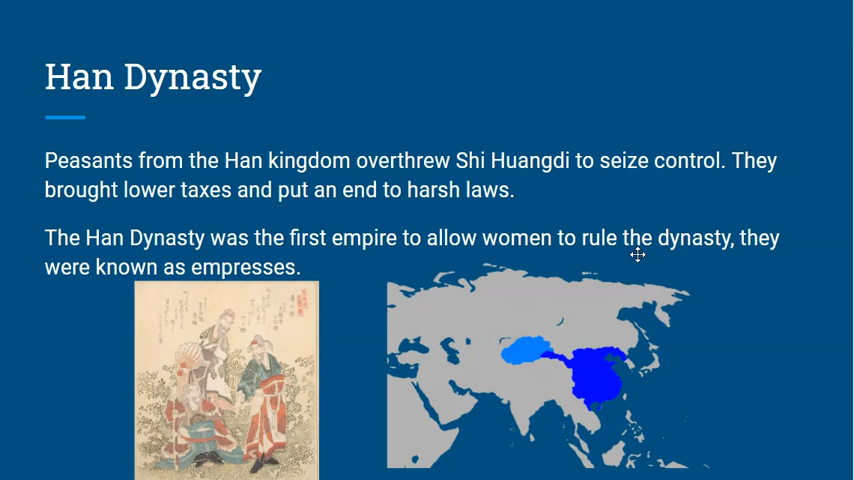 Han Dynasty
Peasants from the Han kingdom overthrew Shi Huangdi to seize control. They
brought lower taxes and put an end to harsh laws.
The Han Dynasty was the first empire to allow women to rule the dynasty, they
were known as empresses.